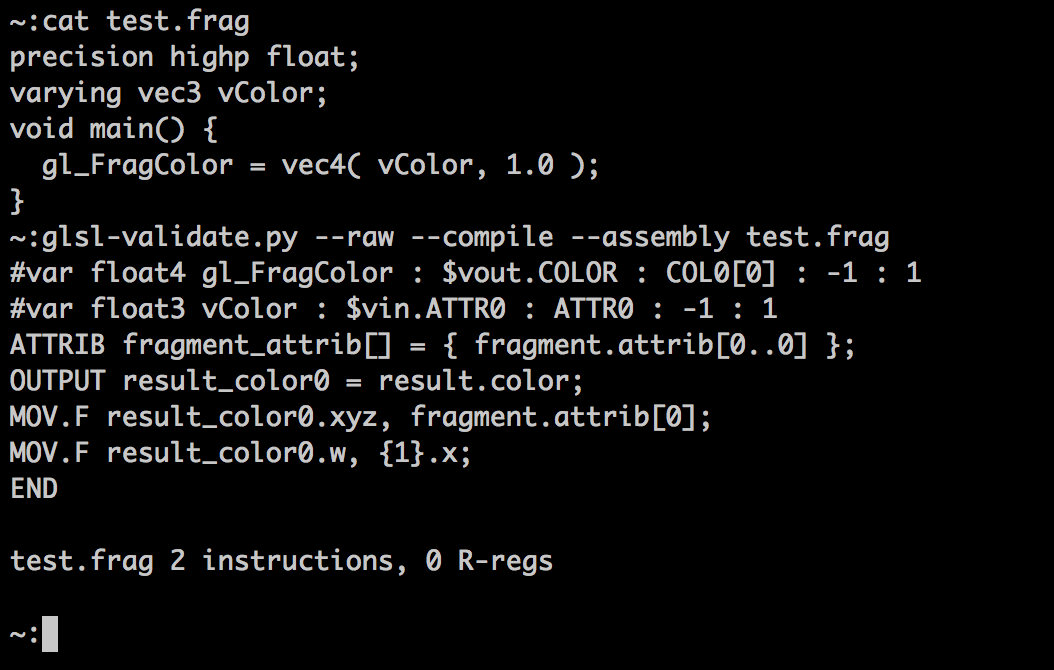 ~:cat test.frag
precision highp float;
varying vec3 vColor;
void main() {
  gl_FragColor = vec4( vColor, 1.0 );
}
~:glsl-validate.py --raw --compile --assembly test.frag
#var float4 gl_FragColor : $vout.COLOR : COL0[0] : -1 : 1
#var float3 vColor : $vin.ATTR0 : ATTR0 : -1 : 1
ATTRIB fragment_attrib[] = { fragment.attrib[0..0] };
OUTPUT result_color0 = result.color;
MOV.F result_color0.xyz, fragment.attrib[0];
MOV.F result_color0.w, {1}.x;
END

test.frag 2 instructions, 0 R-regs

~: